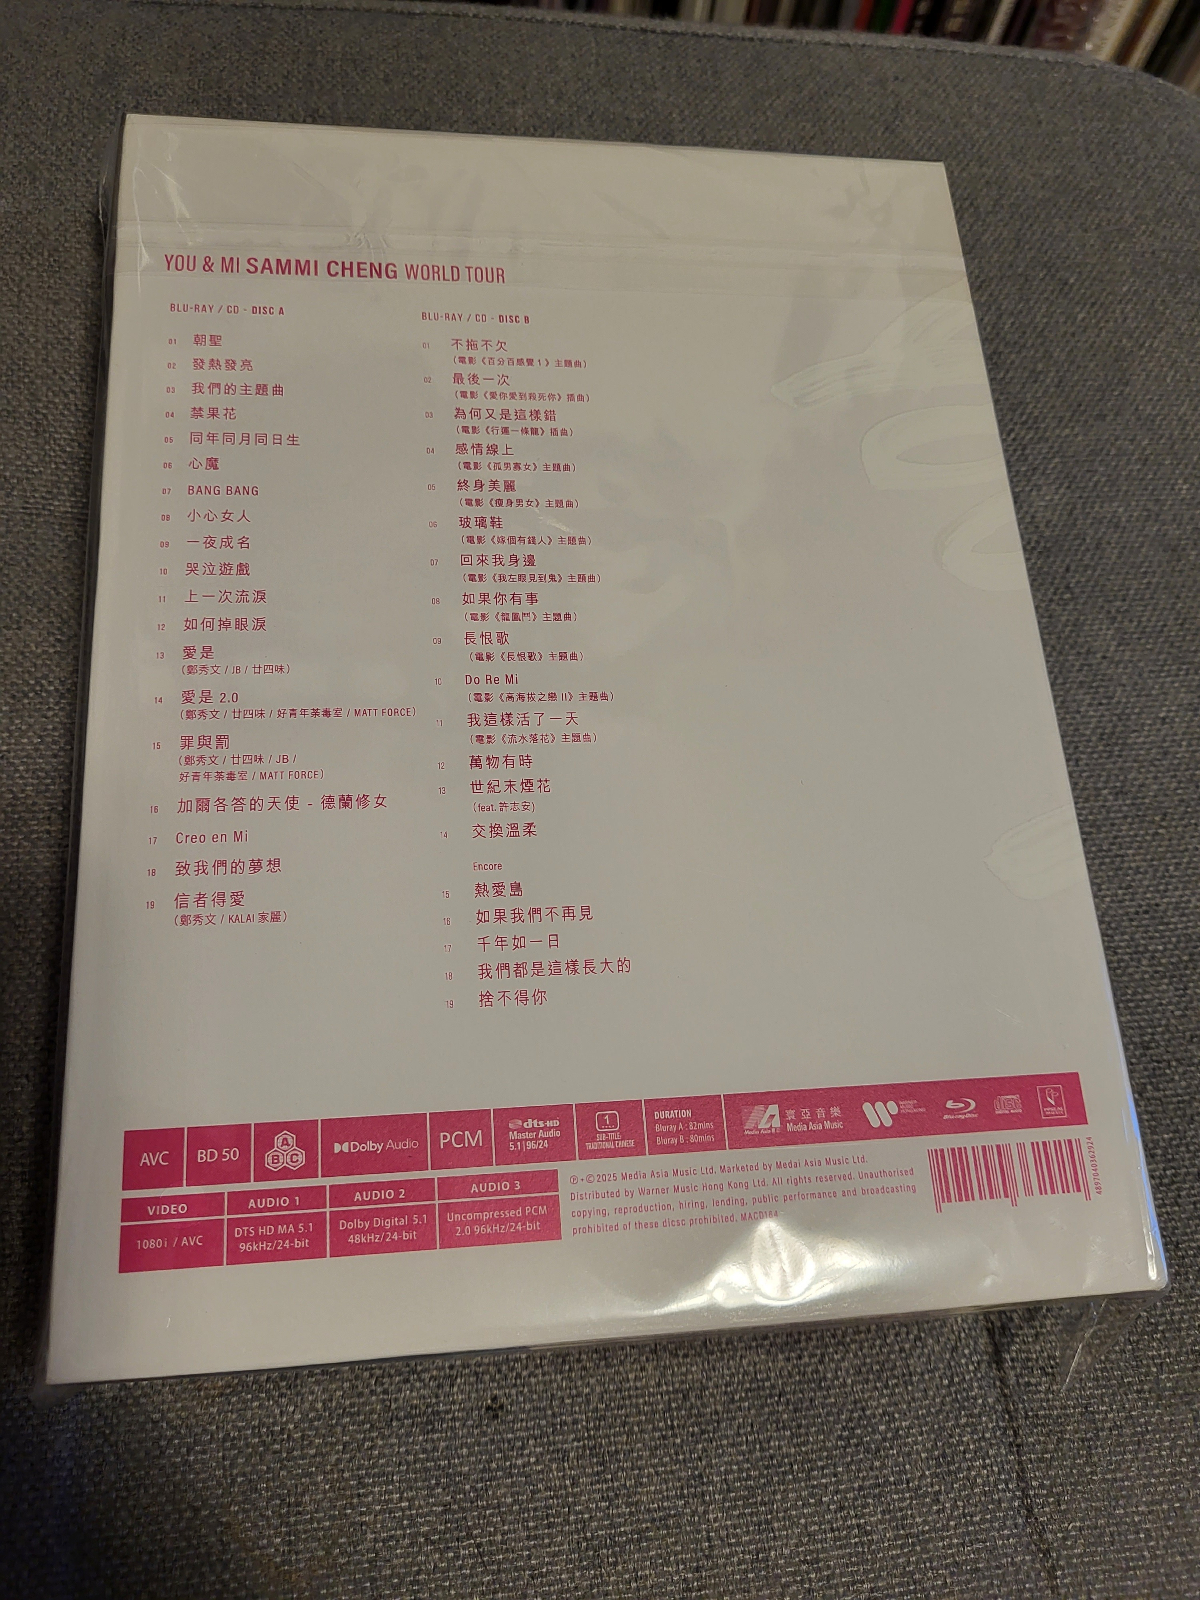 YOU & MI SAMMI CHENG WORLD TOUR
BLU-RAY / CD - DISC A
01 朝聖
02 發熱發亮
03 我們的主題曲
04 禁果花
05 同年同月同日生
06 心魔
07 BANG BANG
08 小心女人
09 一夜成名
10 哭泣遊戲
11 上一次流淚
12 如何掉眼淚
13 愛是
(鄭秀文 / JB / 廿四味)
14 愛是 2.0
(鄭秀文 / 廿四味 / 好青年荼毒室 / MATT FORCE)
15 罪與罰
(鄭秀文 / 廿四味 / JB /
好青年荼毒室 / MATT FORCE)
16 加爾各答的天使 - 德蘭修女
17 Creo en Mi
18 致我們的夢想
19 信者得愛
(鄭秀文 / KALAI 家麗)
BLU-RAY / CD - DISC B
01 不拖不欠
(電影《百分百感覺 1 》主題曲)
02 最後一次
(電影《愛你愛到殺死你》插曲)
03 為何又是這樣錯
(電影《行運一條龍》插曲)
04 感情線上
(電影《孤男寡女》主題曲)
05 終身美麗
(電影《瘦身男女》主題曲)
06 玻璃鞋
(電影《嫁個有錢人》主題曲)
07 回來我身邊
(電影《我左眼見到鬼》主題曲)
08 如果你有事
(電影《龍鳳鬥》主題曲)
09 長恨歌
(電影《長恨歌》主題曲)
10 Do Re Mi
(電影《高海拔之戀 II》主題曲)
11 我這樣活了一天
(電影《流水落花》主題曲)
12 萬物有時
13 世紀末煙花
(feat. 許志安)
14 交換溫柔
Encore
15 熱愛島
16 如果我們不再見
17 千年如一日
18 我們都是這樣長大的
19 捨不得你
AVC
BD 50
A B C
Dolby Audio
PCM
dts-HD
Master Audio
5.1 | 96/24
1
SUB-TITLE:
TRADITIONAL CHINESE
DURATION
Bluray A : 82mins
Bluray B : 80mins
Media Asia
寰亞音樂
Media Asia Music
Blu-ray Disc
VIDEO
1080i / AVC
AUDIO 1
DTS HD MA 5.1
96kHz/24-bit
AUDIO 2
Dolby Digital 5.1
48kHz/24-bit
AUDIO 3
Uncompressed PCM
2.0 96kHz/24-bit
℗+©2025 Media Asia Music Ltd. Marketed by Medai Asia Music Ltd.
Distributed by Warner Music Hong Kong Ltd. All rights reserved. Unauthorised
copying, reproduction, hiring, lending, public performance and broadcasting
prohibited of these dicsc prohibited. MACD184
4897040362924